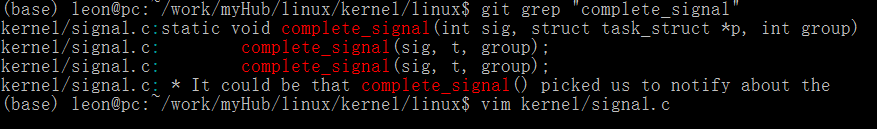 (base) leon@pc:~/work/myHub/linux/kernel/linux$ git grep "complete_signal"
kernel/signal.c:static void complete_signal(int sig, struct task_struct *p, int group)
kernel/signal.c:        complete_signal(sig, t, group);
kernel/signal.c:        complete_signal(sig, t, group);
kernel/signal.c: * It could be that complete_signal() picked us to notify about the
(base) leon@pc:~/work/myHub/linux/kernel/linux$ vim kernel/signal.c